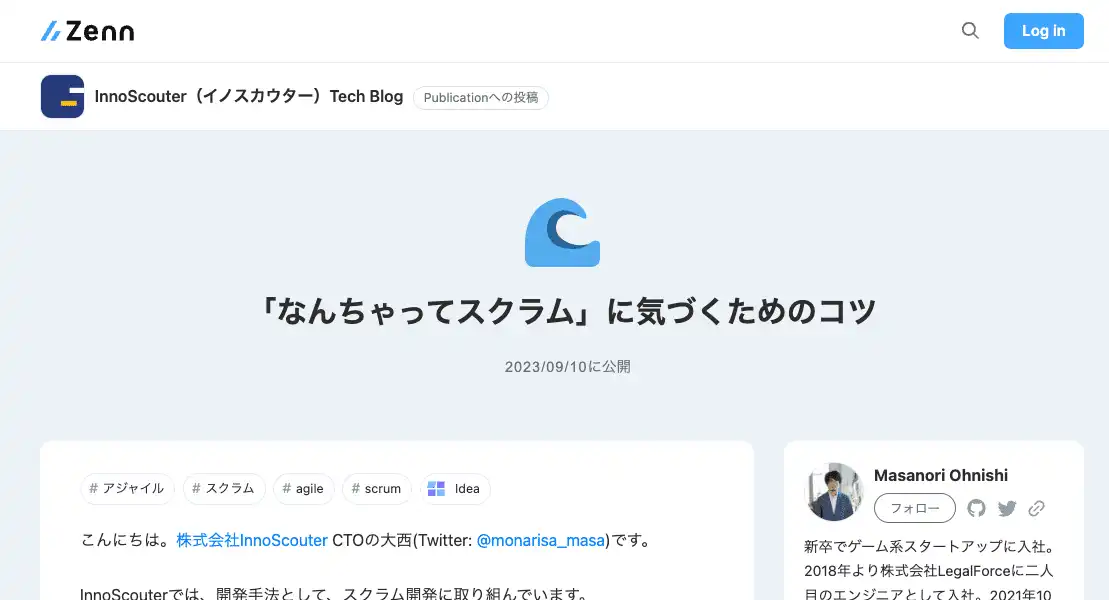 Zenn
Log in
InnoScouter（イノスカウター）Tech Blog
Publicationへの投稿
「なんちゃってスクラム」に気づくためのコツ
2023/09/10に公開
# アジャイル
# スクラム
# agile
# scrum
Idea
こんにちは。株式会社InnoScouter CTOの大西(Twitter: @monarisa_masa)です。
InnoScouterでは、開発手法として、スクラム開発に取り組んでいます。
Masanori Ohnishi
フォロー
新卒でゲーム系スタートアップに入社。
2018年より株式会社LegalForceに二人
目のエンジニアとして入社。2021年10